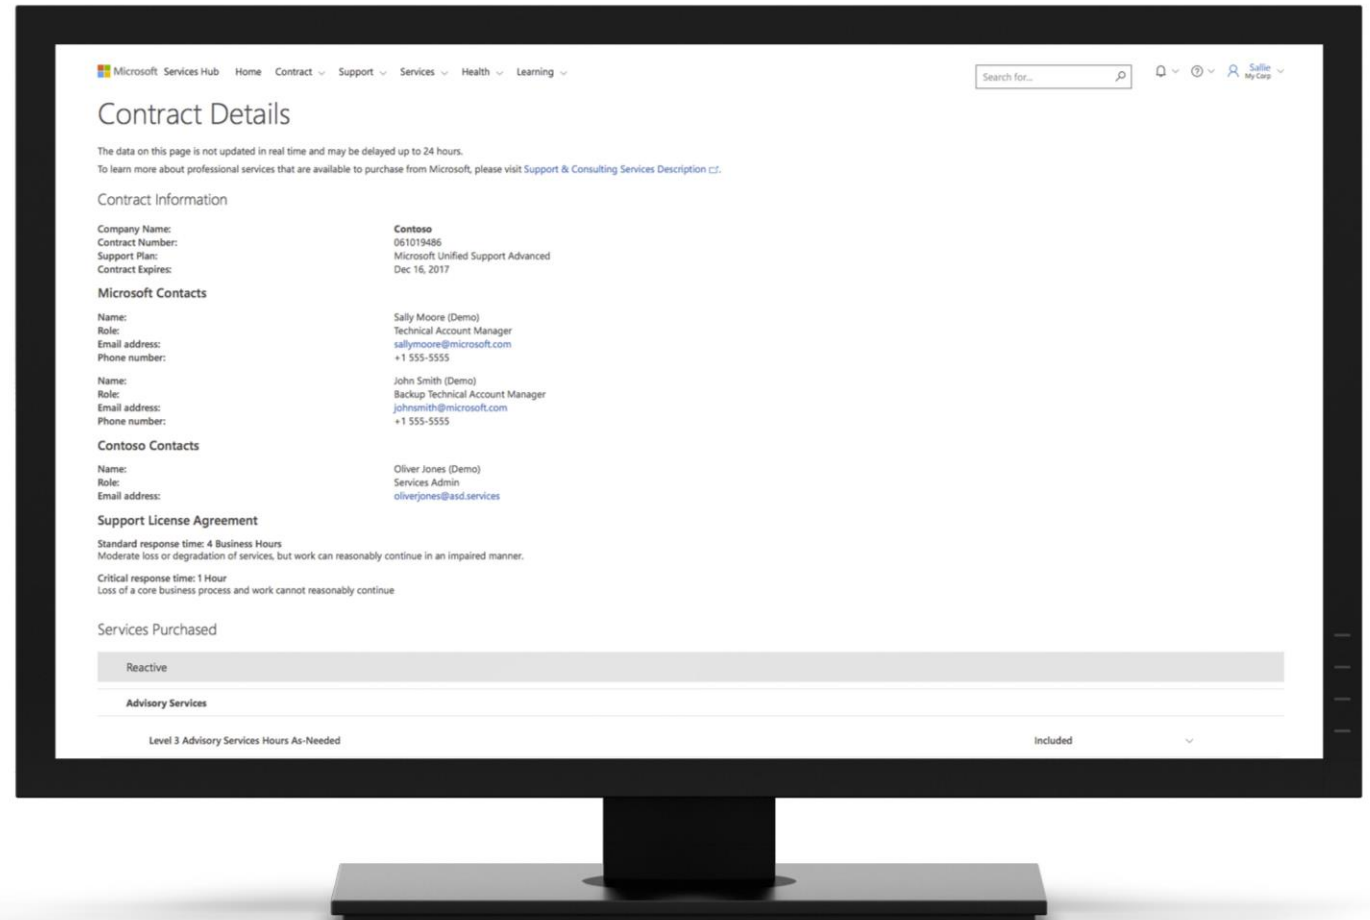 Microsoft Services Hub Home Contract Support Services Health Learning Search for... Sallie
My Corp
Contract Details
The data on this page is not updated in real time and may be delayed up to 24 hours.
To learn more about professional services that are available to purchase from Microsoft, please visit Support & Consulting Services Description.
Contract Information
Company Name: Contoso
Contract Number: 061019486
Support Plan: Microsoft Unified Support Advanced
Contract Expires: Dec 16, 2017
Microsoft Contacts
Name: Sally Moore (Demo)
Role: Technical Account Manager
Email address: sallymoore@microsoft.com
Phone number: +1 555-5555
Name: John Smith (Demo)
Role: Backup Technical Account Manager
Email address: johnsmith@microsoft.com
Phone number: +1 555-5555
Contoso Contacts
Name: Oliver Jones (Demo)
Role: Services Admin
Email address: oliverjones@asd.services
Support License Agreement
Standard response time: 4 Business Hours
Moderate loss or degradation of services, but work can reasonably continue in an impaired manner.
Critical response time: 1 Hour
Loss of a core business process and work cannot reasonably continue
Services Purchased
Reactive
Advisory Services
Level 3 Advisory Services Hours As-Needed Included